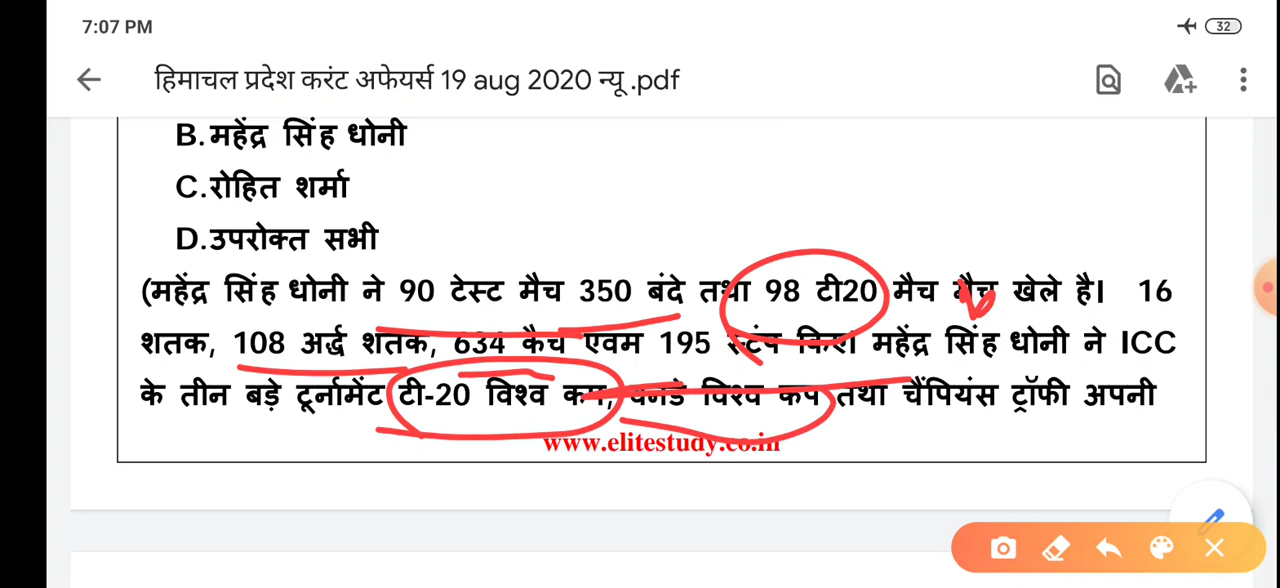 7:07 PM
32
हिमाचल प्रदेश करंट अफेयर्स 19 aug 2020 न्यू .pdf
B.महेंद्र सिंह धोनी
C.रोहित शर्मा
D.उपरोक्त सभी
(महेंद्र सिंह धोनी ने 90 टेस्ट मैच 350 बंदे तथा 98 टी20 मैच मैच खेले है। 16
शतक, 108 अर्द्ध शतक, 634 कैच एवम 195 स्टंप किए। महेंद्र सिंह धोनी ने ICC
के तीन बड़े टूर्नामेंट टी-20 विश्व कप, वनडे विश्व कप तथा चैंपियंस ट्रॉफी अपनी
www.elitestudy.co.in